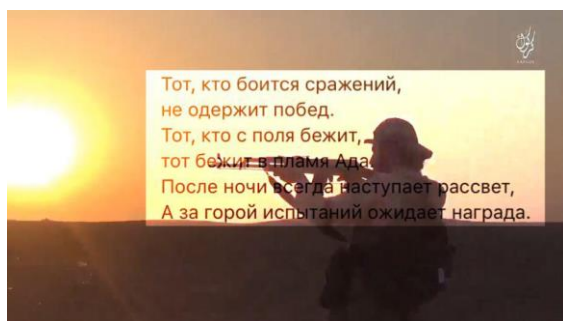 Тот, кто боится сражений,
не одержит побед.
Тот, кто с поля бежит,
тот бежит в пламя Ада
После ночи всегда наступает рассвет,
А за горой испытаний ожидает награда.